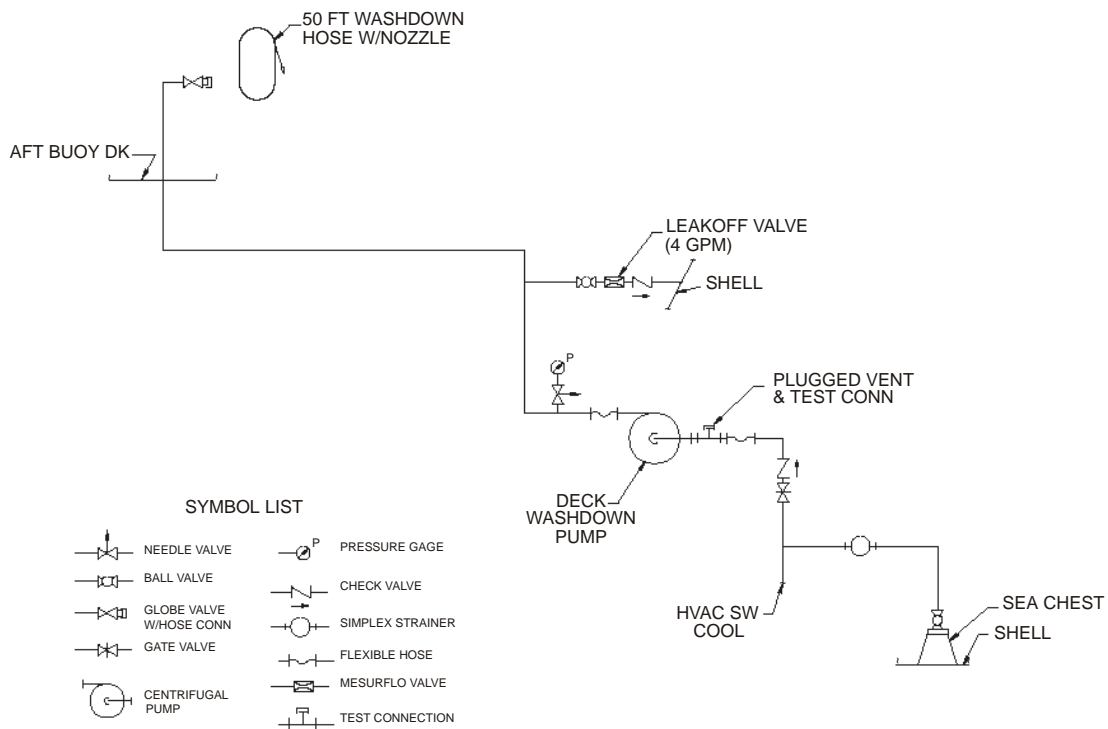 50 FT WASHDOWN
HOSE W/NOZZLE
AFT BUOY DK
LEAKOFF VALVE
(4 GPM)
SHELL
P
PLUGGED VENT
& TEST CONN
DECK
WASHDOWN
PUMP
HVAC SW
COOL
SEA CHEST
SHELL
SYMBOL LIST
NEEDLE VALVE
BALL VALVE
GLOBE VALVE
W/HOSE CONN
GATE VALVE
CENTRIFUGAL
PUMP
P
PRESSURE GAGE
CHECK VALVE
SIMPLEX STRAINER
FLEXIBLE HOSE
MESURFLO VALVE
TEST CONNECTION